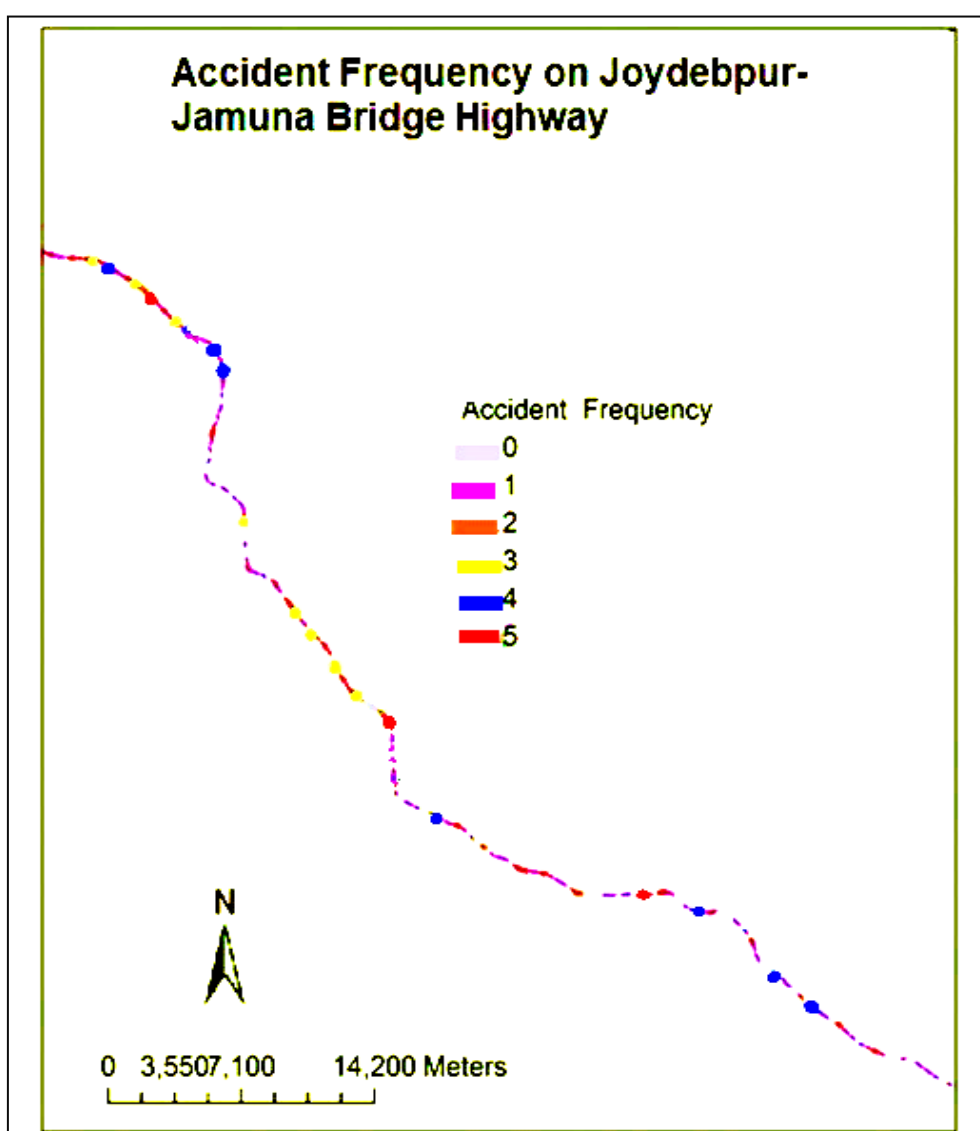 Accident Frequency on Joydebpur-
Jamuna Bridge Highway
Accident Frequency
0
1
2
3
4
5
N
0 3,5507,100 14,200 Meters